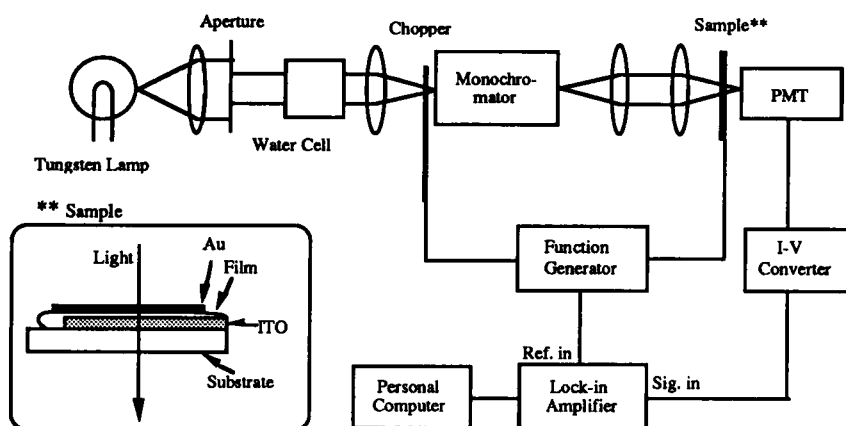 Aperture
Chopper
Sample**
Monochro-
mator
PMT
Water Cell
Tungsten Lamp
** Sample
Au
Light
Film
ITO
Substrate
Function
Generator
I-V
Converter
Ref. in
Sig. in
Personal
Computer
Lock-in
Amplifier